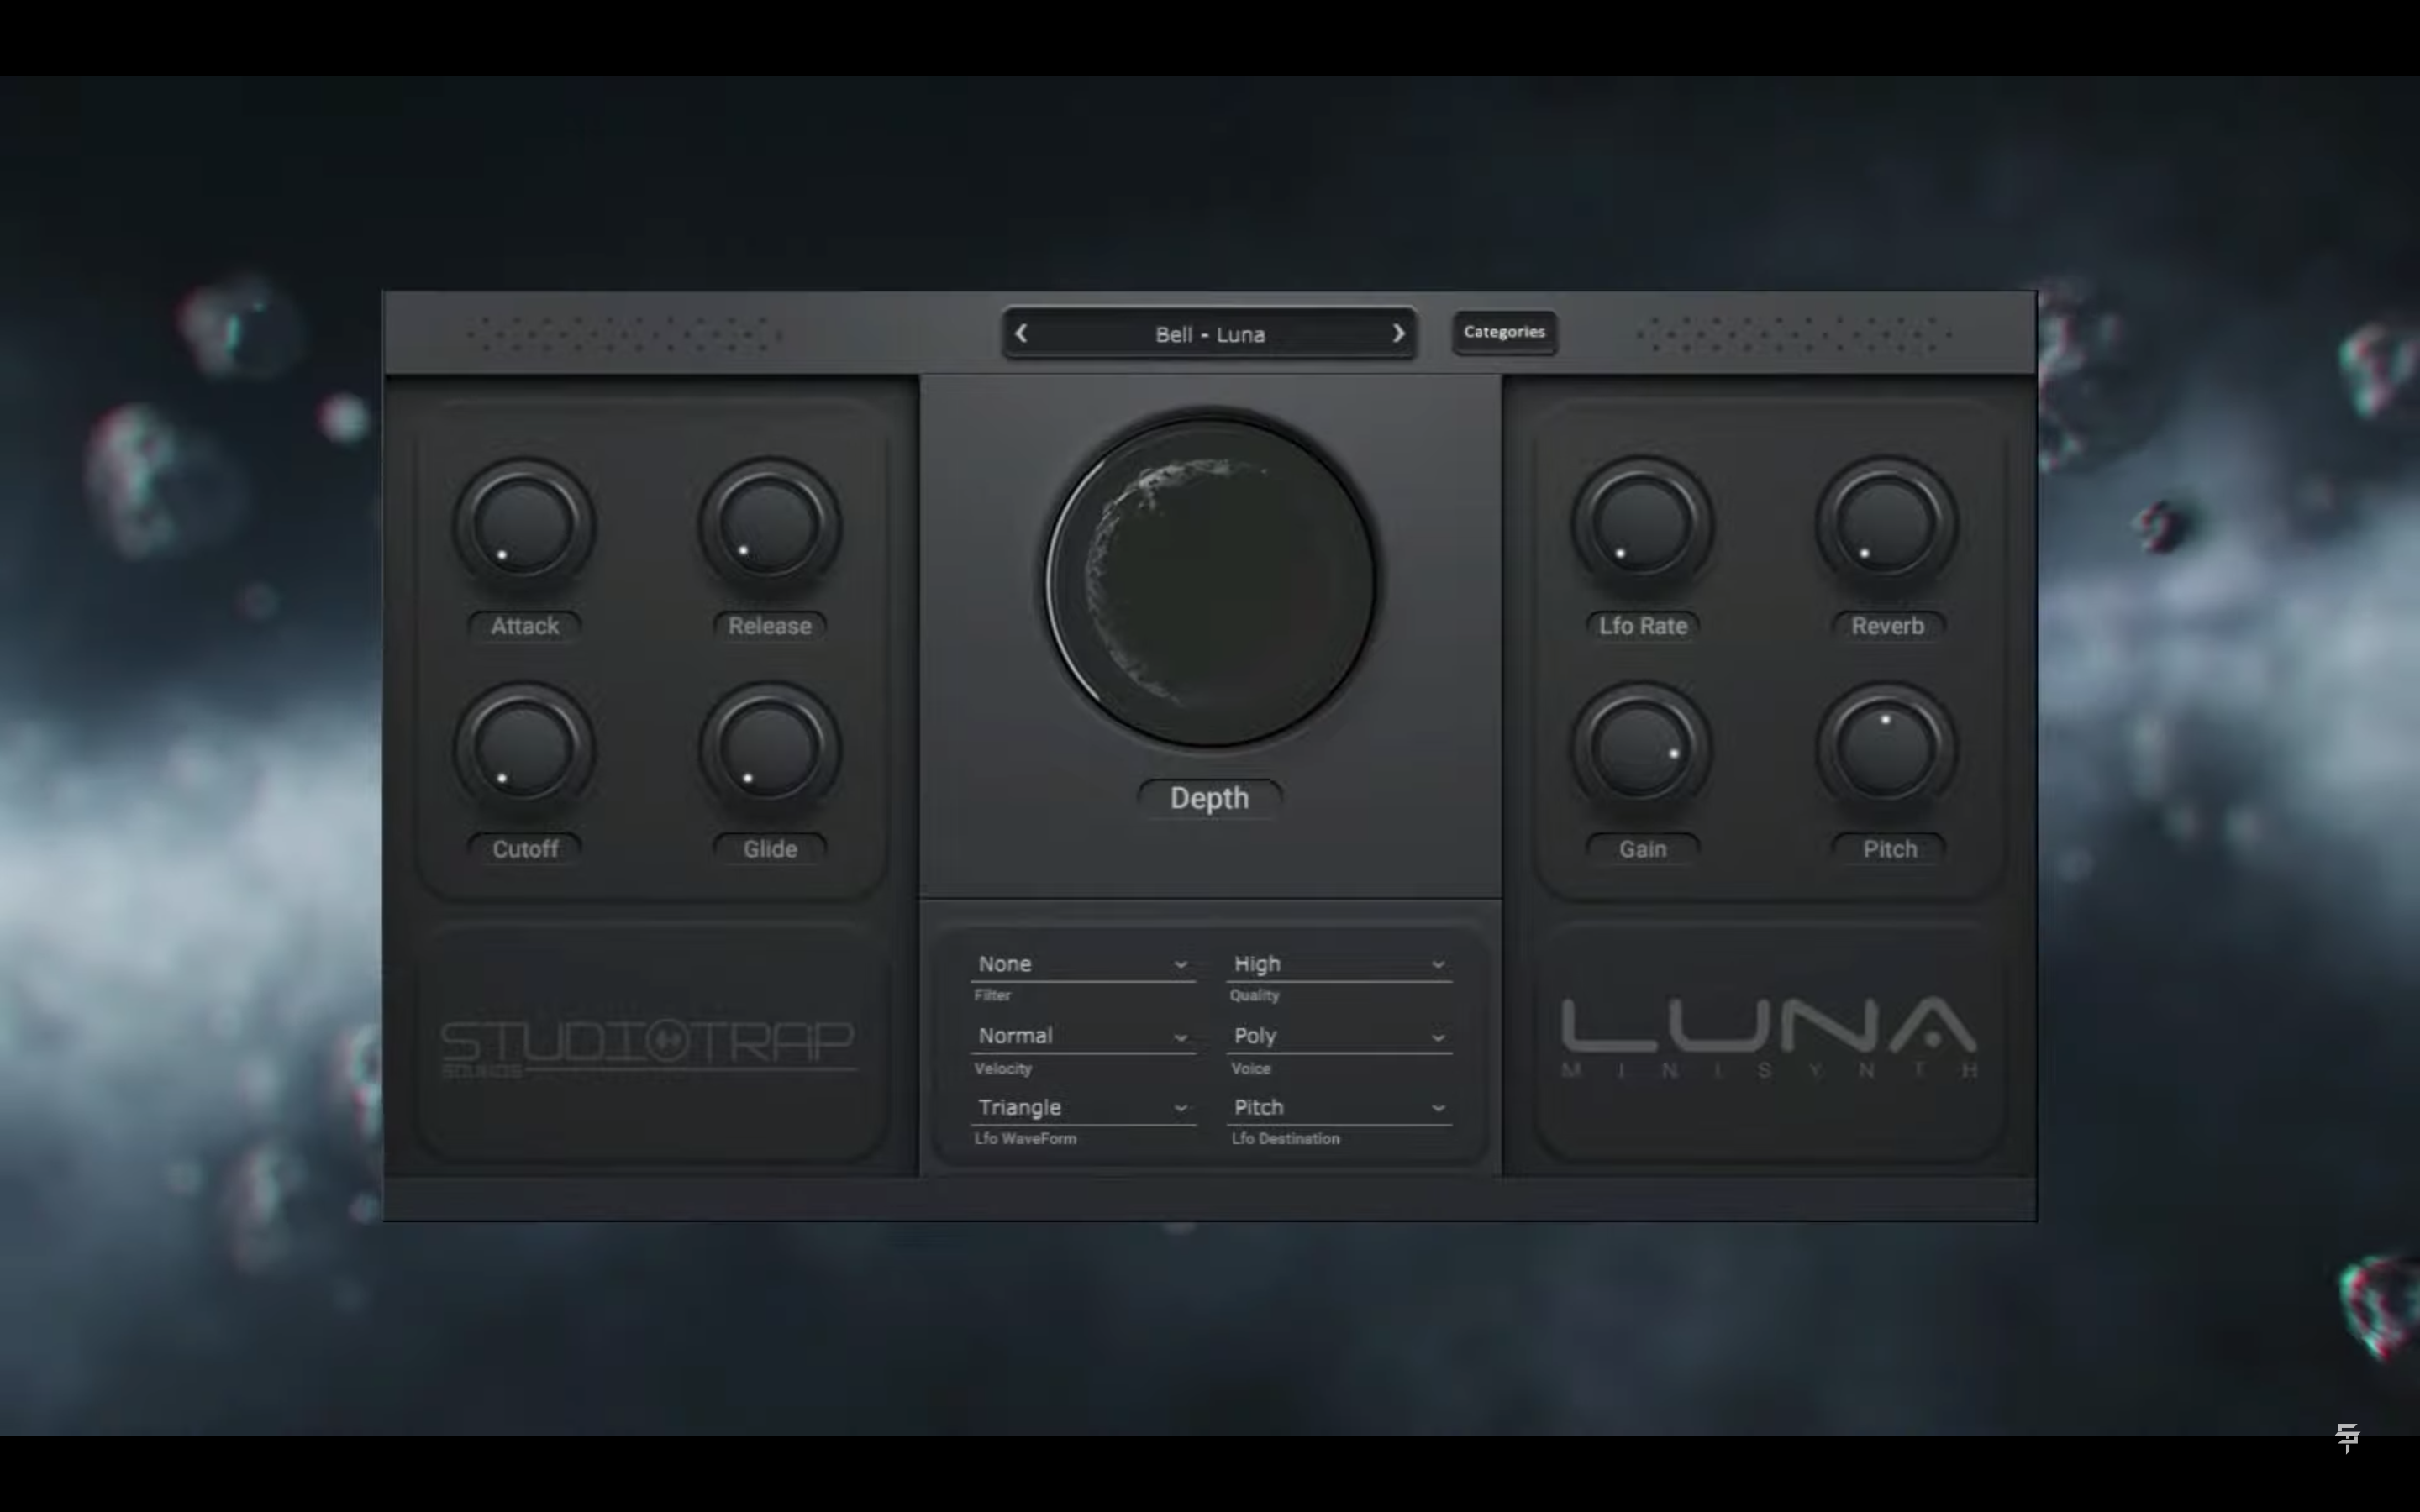 Bell - Luna
Categories
Attack
Release
Cutoff
Glide
Depth
Lfo Rate
Reverb
Gain
Pitch
None
Filter
High
Quality
Normal
Velocity
Poly
Voice
Triangle
Lfo WaveForm
Pitch
Lfo Destination
STUDIOTRAP
SOUNDS
LUNA
MINISYNTH